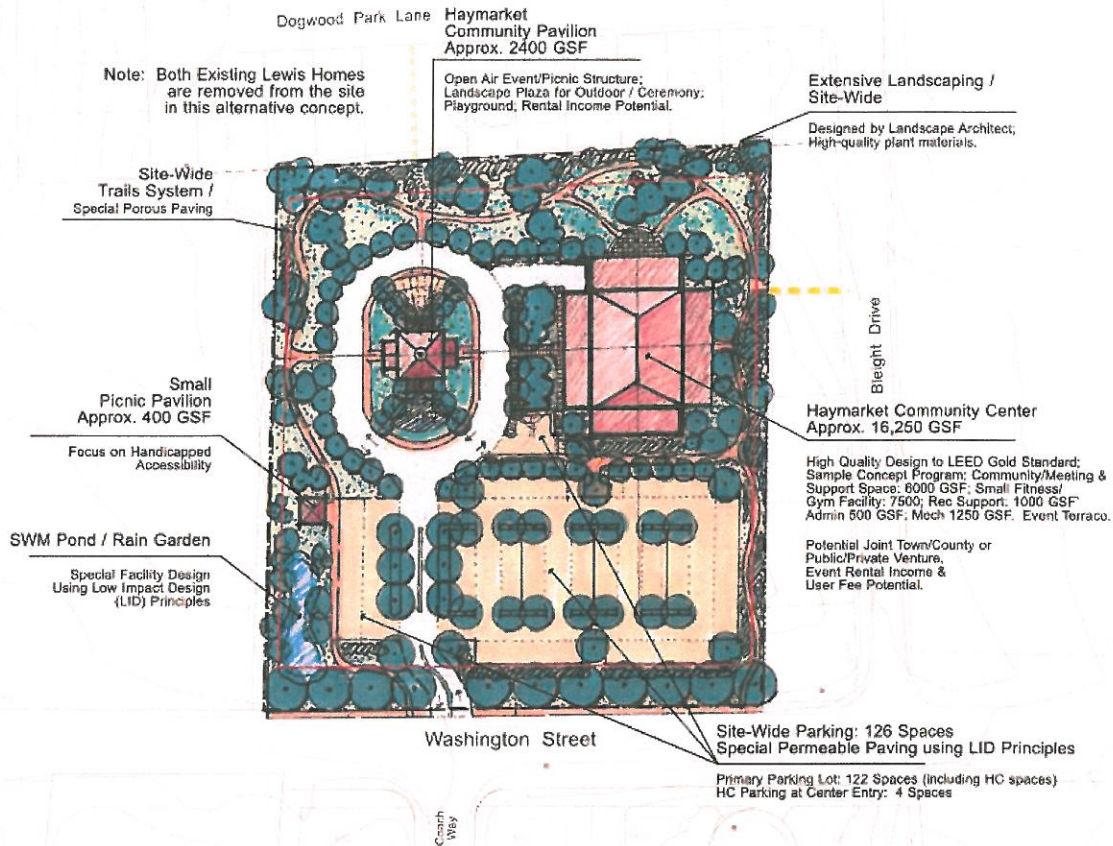 Dogwood Park Lane
Haymarket
Community Pavilion
Approx. 2400 GSF
Open Air Event/Picnic Structure;
Landscape Plaza for Outdoor / Ceremony;
Playground; Rental Income Potential.
Note: Both Existing Lewis Homes
are removed from the site
in this alternative concept.
Extensive Landscaping /
Site-Wide
Designed by Landscape Architect;
High-quality plant materials.
Site-Wide
Trails System /
Special Porous Paving
Bleight Drive
Small
Picnic Pavilion
Approx. 400 GSF
Focus on Handicapped
Accessibility
Haymarket Community Center
Approx. 16,250 GSF
High Quality Design to LEED Gold Standard;
Sample Concept Program; Community/Meeting &
Support Space: 6000 GSF; Small Fitness/
Gym Facility: 7500; Rec Support: 1000 GSF
Admin 500 GSF; Mech 1250 GSF. Event Terrace.
Potential Joint Town/County or
Public/Private Venture,
Event Rental Income &
User Fee Potential.
SWM Pond / Rain Garden
Special Facility Design
Using Low Impact Design
(LID) Principles
Washington Street
Site-Wide Parking: 126 Spaces
Special Permeable Paving using LID Principles
Primary Parking Lot: 122 Spaces (including HC spaces)
HC Parking at Center Entry: 4 Spaces
Coach
Way